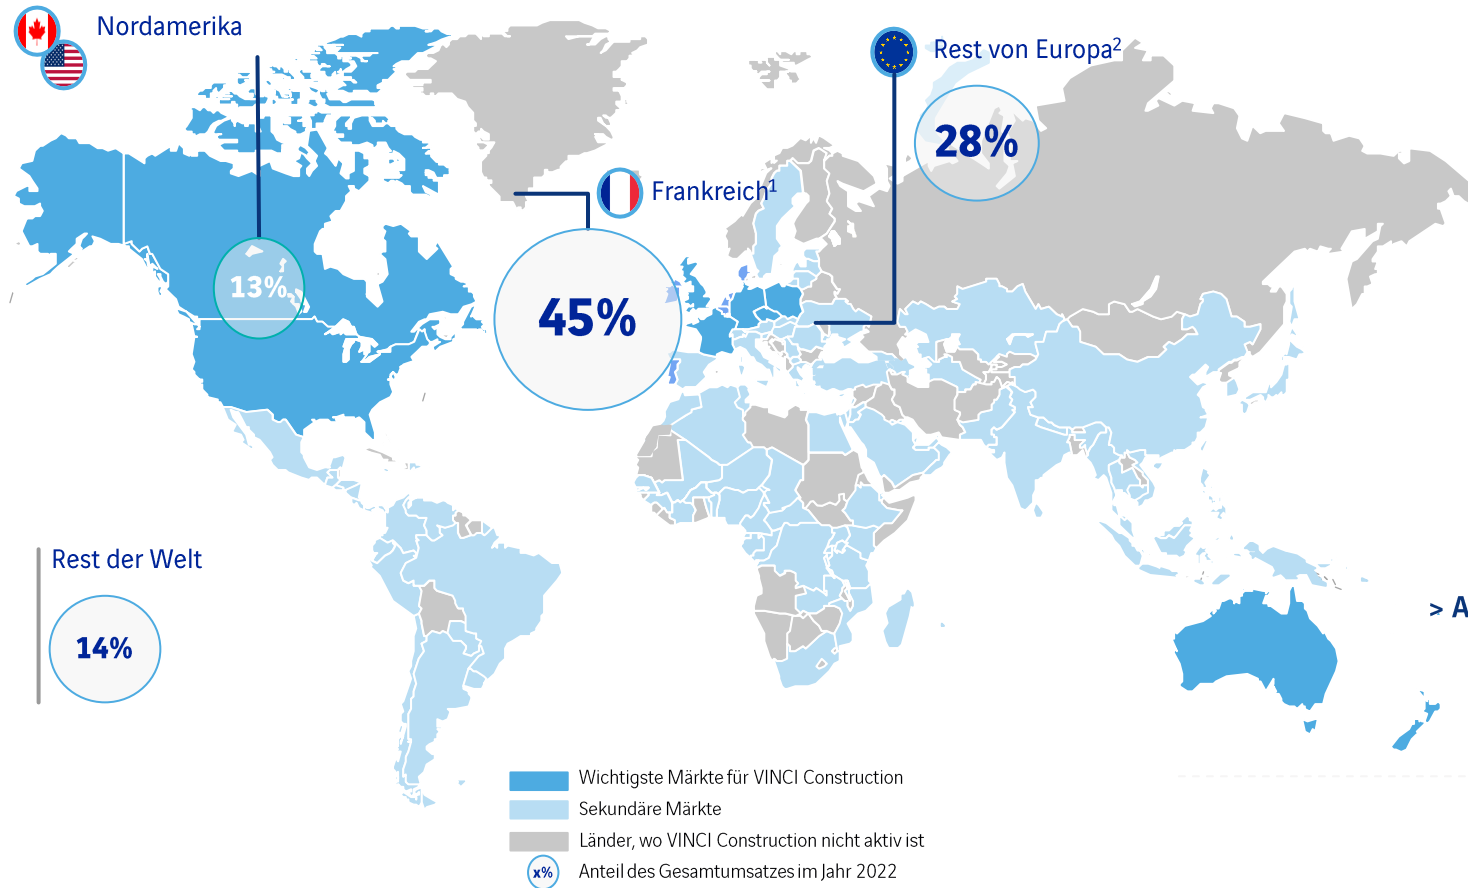 Nordamerika
Rest von Europa²
28%
Frankreich¹
13%
45%
Rest der Welt
14%
> A
Wichtigste Märkte für VINCI Construction
Sekundäre Märkte
Länder, wo VINCI Construction nicht aktiv ist
x% Anteil des Gesamtumsatzes im Jahr 2022